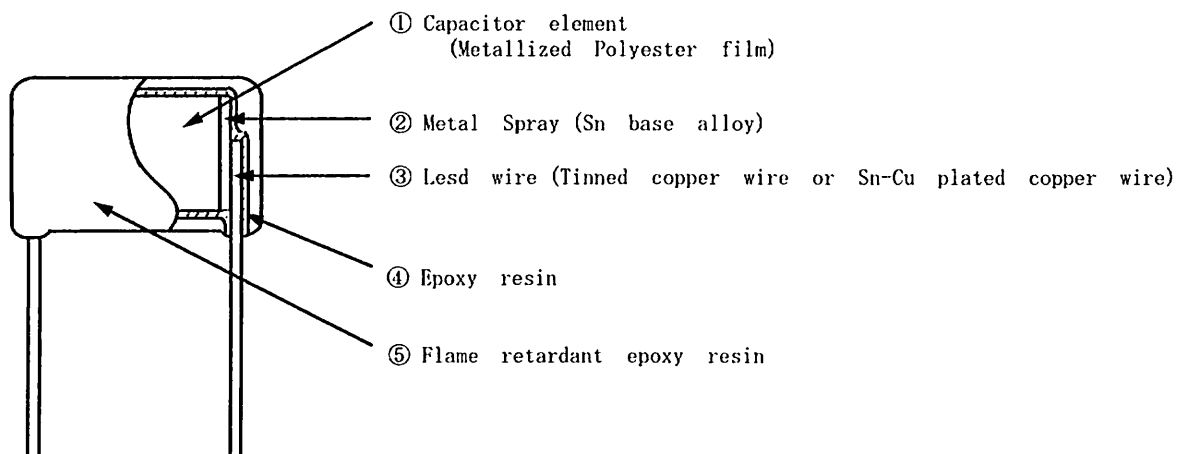 ① Capacitor element
(Metallized Polyester film)
② Metal Spray (Sn base alloy)
③ Lesd wire (Tinned copper wire or Sn-Cu plated copper wire)
④ Epoxy resin
⑤ Flame retardant epoxy resin